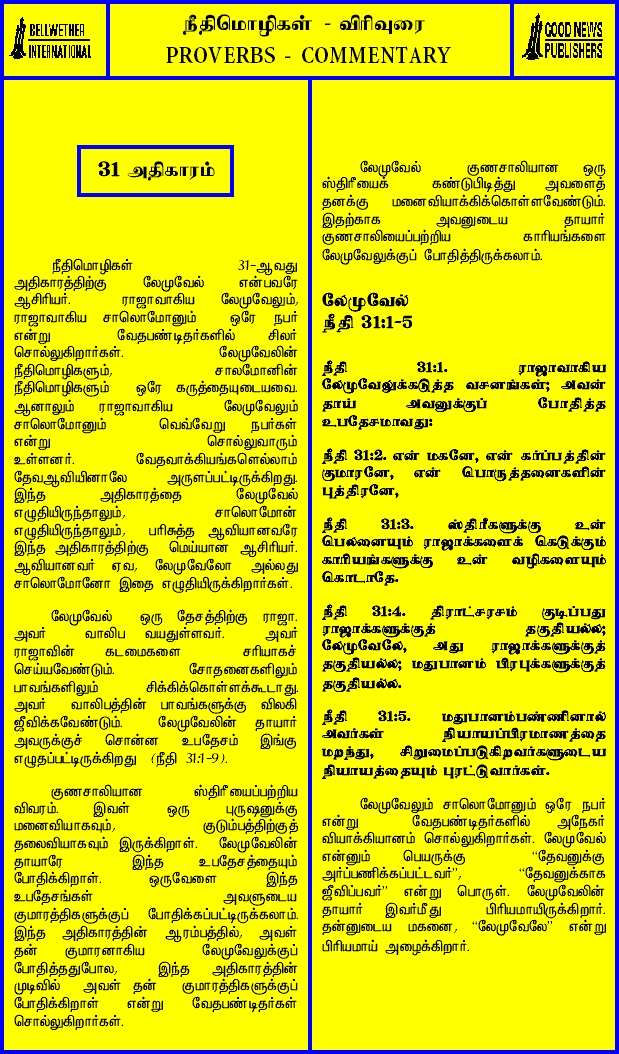 BELLWETHER
INTERNATIONAL
நீதிமொழிகள் - விரிவுரை
PROVERBS - COMMENTARY
GOOD NEWS
PUBLISHERS
31 அதிகாரம்
நீதிமொழிகள் 31-ஆவது
அதிகாரத்திற்கு லேமுவேல் என்பவரே
ஆசிரியர். ராஜாவாகிய லேமுவேலும்,
ராஜாவாகிய சாலொமோனும் ஒரே நபர்
என்று வேதபண்டிதர்களில் சிலர்
சொல்லுகிறார்கள். லேமுவேலின்
நீதிமொழிகளும், சாலமோனின்
நீதிமொழிகளும் ஒரே கருத்தையுடையவை.
ஆனாலும் ராஜாவாகிய லேமுவேலும்
சாலொமோனும் வெவ்வேறு நபர்கள்
என்று சொல்லுவாரும்
உள்ளனர். வேதவாக்கியங்களெல்லாம்
தேவஆவியினாலே அருளப்பட்டிருக்கிறது.
இந்த அதிகாரத்தை லேமுவேல்
எழுதியிருந்தாலும், சாலொமோன்
எழுதியிருந்தாலும், பரிசுத்த ஆவியானவரே
இந்த அதிகாரத்திற்கு மெய்யான ஆசிரியர்.
ஆவியானவர் ஏவ, லேமுவேலோ அல்லது
சாலொமோனோ இதை எழுதியிருக்கிறார்கள்.
லேமுவேல் ஒரு தேசத்திற்கு ராஜா.
அவர் வாலிப வயதுள்ளவர். அவர்
ராஜாவின் கடமைகளை சரியாகச்
செய்யவேண்டும். சோதனைகளிலும்
பாவங்களிலும் சிக்கிக்கொள்ளக்கூடாது.
அவர் வாலிபத்தின் பாவங்களுக்கு விலகி
ஜீவிக்கவேண்டும். லேமுவேலின் தாயார்
அவருக்குச் சொன்ன உபதேசம் இங்கு
எழுதப்பட்டிருக்கிறது (நீதி 31:1-9).
குணசாலியான ஸ்திரீயைப்பற்றிய
விவரம். இவள் ஒரு புருஷனுக்கு
மனைவியாகவும், குடும்பத்திற்குத்
தலைவியாகவும் இருக்கிறாள். லேமுவேலின்
தாயாரே இந்த உபதேசத்தையும்
போதிக்கிறாள். ஒருவேளை இந்த
உபதேசங்கள் அவளுடைய
குமாரத்திகளுக்குப் போதிக்கப்பட்டிருக்கலாம்.
இந்த அதிகாரத்தின் ஆரம்பத்தில், அவள்
தன் குமாரனாகிய லேமுவேலுக்குப்
போதித்ததுபோல, இந்த அதிகாரத்தின்
முடிவில் அவள் தன் குமாரத்திகளுக்குப்
போதிக்கிறாள் என்று வேதபண்டிதர்கள்
சொல்லுகிறார்கள்.
லேமுவேல் குணசாலியான ஒரு
ஸ்திரீயைக் கண்டுபிடித்து அவளைத்
தனக்கு மனைவியாக்கிக்கொள்ளவேண்டும்.
இதற்காக அவனுடைய தாயார்
குணசாலியைப்பற்றிய காரியங்களை
லேமுவேலுக்குப் போதித்திருக்கலாம்.
லேமுவேல்
நீதி 31:1-5
நீதி 31:1. ராஜாவாகிய
லேமுவேலுக்கடுத்த வசனங்கள்; அவன்
தாய் அவனுக்குப் போதித்த
உபதேசமாவது:
நீதி 31:2. என் மகனே, என் கர்ப்பத்தின்
குமாரனே, என் பொருத்தனைகளின்
புத்திரனே,
நீதி 31:3. ஸ்திரீகளுக்கு உன்
பெலனையும் ராஜாக்களைக் கெடுக்கும்
காரியங்களுக்கு உன் வழிகளையும்
கொடாதே.
நீதி 31:4. திராட்சரசம் குடிப்பது
ராஜாக்களுக்குத் தகுதியல்ல;
லேமுவேலே, அது ராஜாக்களுக்குத்
தகுதியல்ல; மதுபானம் பிரபுக்களுக்குத்
தகுதியல்ல.
நீதி 31:5. மதுபானம்பண்ணினால்
அவர்கள் நியாயப்பிரமாணத்தை
மறந்து, சிறுமைப்படுகிறவர்களுடைய
நியாயத்தையும் புரட்டுவார்கள்.
லேமுவேலும் சாலொமோனும் ஒரே நபர்
என்று வேதபண்டிதர்களில் அநேகர்
வியாக்கியானம் சொல்லுகிறார்கள். லேமுவேல்
என்னும் பெயருக்கு "தேவனுக்கு
அர்ப்பணிக்கப்பட்டவர்", "தேவனுக்காக
ஜீவிப்பவர்" என்று பொருள். லேமுவேலின்
தாயார் இவர்மீது பிரியமாயிருக்கிறார்.
தன்னுடைய மகனை, "லேமுவேலே" என்று
பிரியமாய் அழைக்கிறார்.